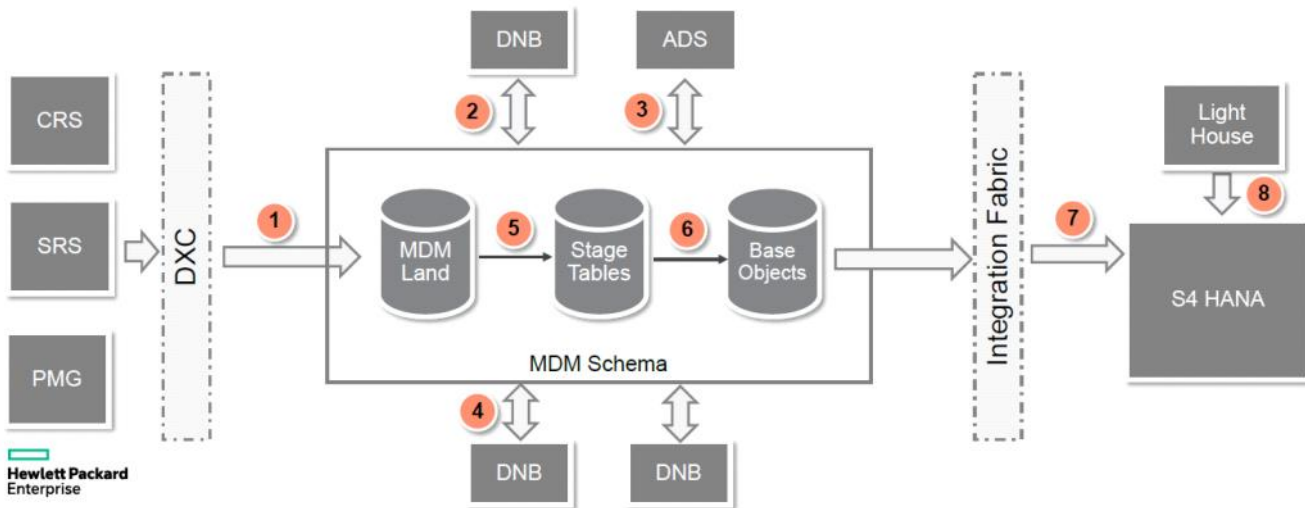 DNB
ADS
CRS
SRS
PMG
DXC
1
2
3
Light
House
8
MDM
Land
5
Stage
Tables
6
Base
Objects
MDM Schema
Integration Fabric
7
S4 HANA
4
DNB
DNB
Hewlett Packard
Enterprise